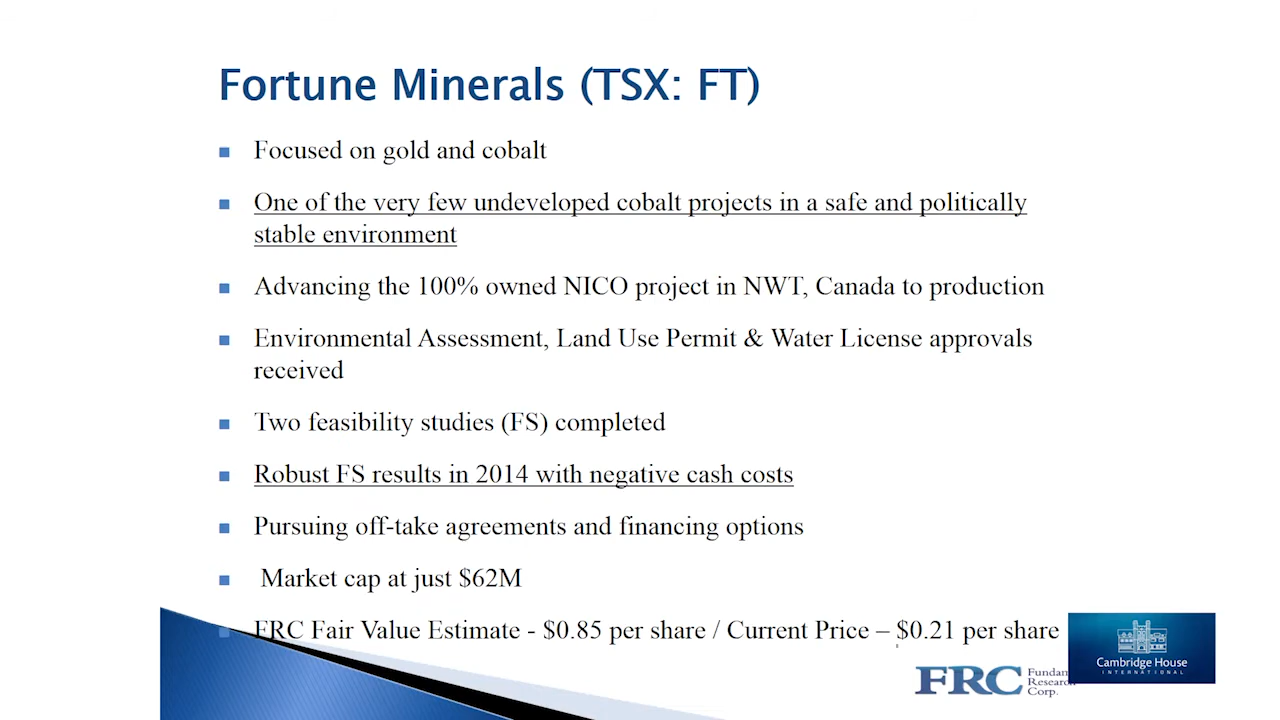 Fortune Minerals (TSX: FT)
Focused on gold and cobalt
One of the very few undeveloped cobalt projects in a safe and politically
stable environment
Advancing the 100% owned NICO project in NWT, Canada to production
Environmental Assessment, Land Use Permit & Water License approvals
received
Two feasibility studies (FS) completed
Robust FS results in 2014 with negative cash costs
Pursuing off-take agreements and financing options
Market cap at just $62M
FRC Fair Value Estimate - $0.85 per share / Current Price – $0.21 per share
FRC
Research
Corp.
Cambridge House
INTERNATIONAL